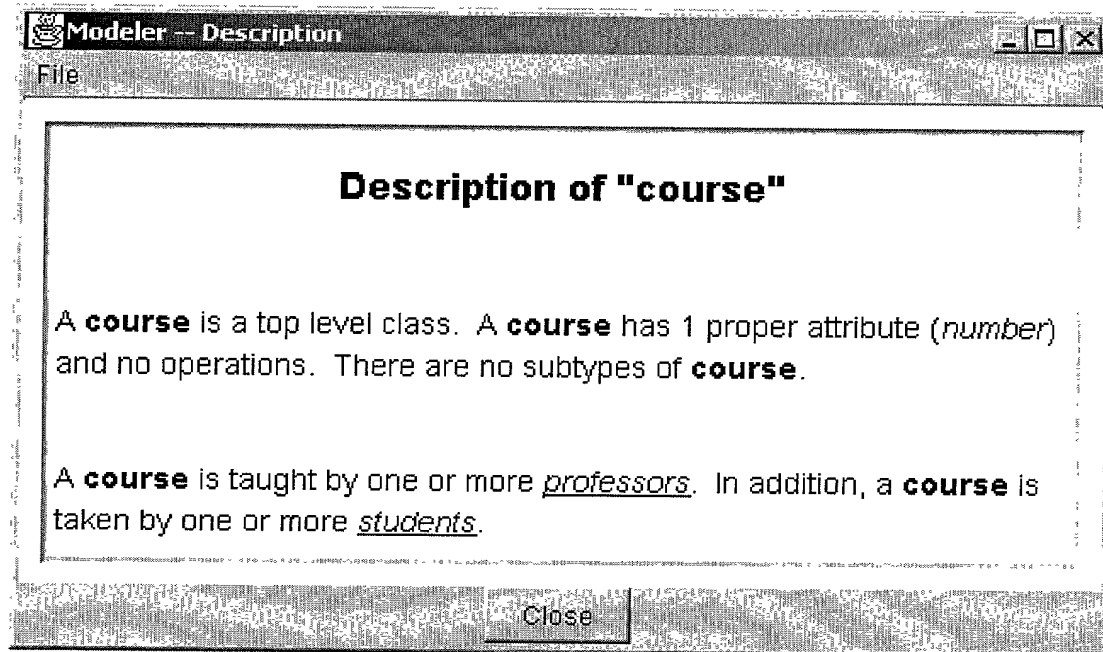 Modeler -- Description
File
Description of "course"
A course is a top level class. A course has 1 proper attribute (number)
and no operations. There are no subtypes of course.
A course is taught by one or more professors. In addition, a course is
taken by one or more students.
Close